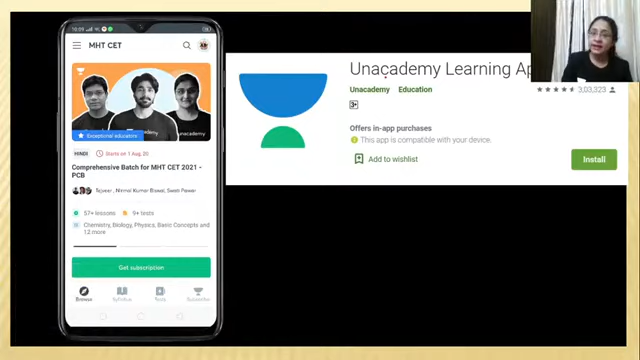 10:09
MHT CET
unacademy
unacademy
Exceptional educators
HINDI Starts on 1 Aug, 20
Comprehensive Batch for MHT CET 2021 -
PCB
Tejveer , Nirmal Kumar Biswal, Swati Pawar
57+ lessons 9+ tests
Chemistry, Biology, Physics, Basic Concepts and
12 more
Get subscription
Browse Syllabus Tests Subscribe
Unacademy Learning Ap
Unacademy Education
3,03,323
3+
Offers in-app purchases
This app is compatible with your device.
Add to wishlist
Install